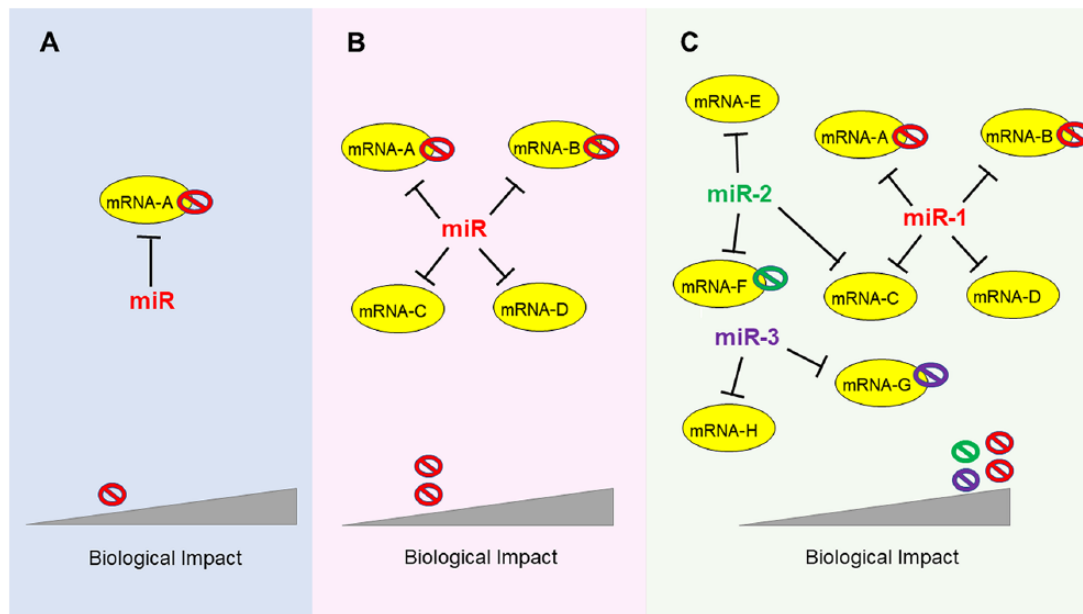 A
mRNA-A
miR
Biological Impact
B
mRNA-A
mRNA-B
miR
mRNA-C
mRNA-D
Biological Impact
C
mRNA-E
mRNA-A
mRNA-B
miR-2
miR-1
mRNA-F
mRNA-C
mRNA-D
miR-3
mRNA-G
mRNA-H
Biological Impact